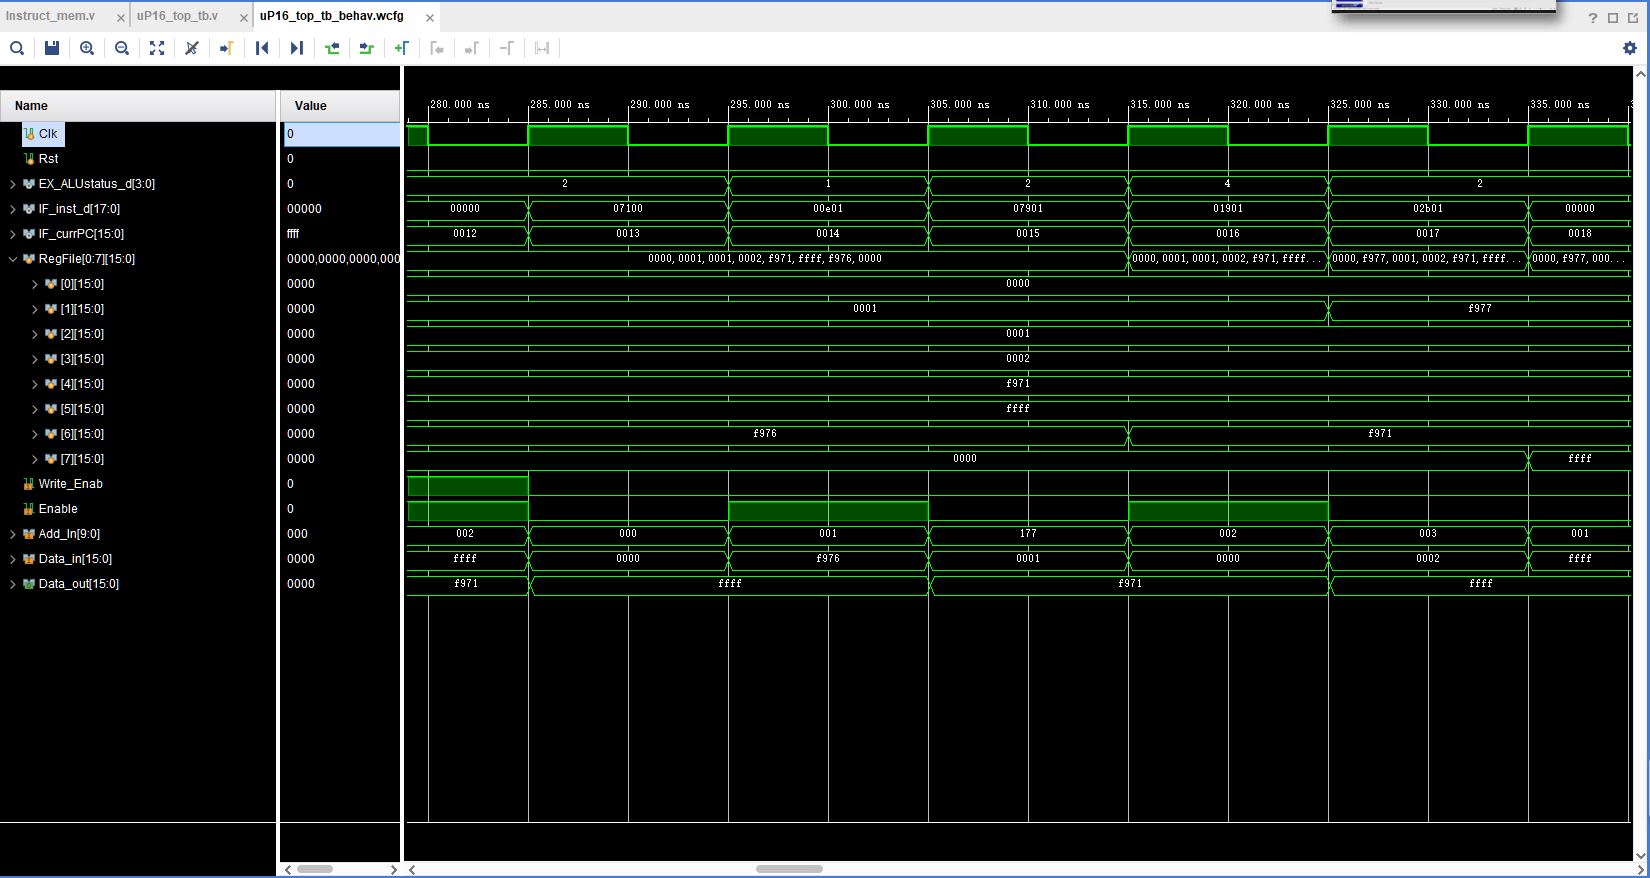 Instruct_mem.v × uP16_top_tb.v × uP16_top_tb_behav.wcfg ×
?
Name Value
280.000 ns 285.000 ns 290.000 ns 295.000 ns 300.000 ns 305.000 ns 310.000 ns 315.000 ns 320.000 ns 325.000 ns 330.000 ns 335.000 ns
Clk 0
Rst 0
EX_ALUstatus_d[3:0] 0 2 1 2 4 2
IF_inst_d[17:0] 00000 00000 07100 00e01 07901 01901 02b01 00000
IF_currPC[15:0] ffff 0012 0013 0014 0015 0016 0017 0018
RegFile[0:7][15:0] 0000,0000,0000,000 0000,0001,0001,0002,f971,ffff,f976,0000 0000,0001,0001,0002,f971,ffff... 0000,f977,0001,0002,f971,ffff... 0000,f977,000...
[0][15:0] 0000 0000
[1][15:0] 0000 0001 f977
[2][15:0] 0000 0001
[3][15:0] 0000 0002
[4][15:0] 0000 f971
[5][15:0] 0000 ffff
[6][15:0] 0000 f976 f971
[7][15:0] 0000 0000 ffff
Write_Enab 0
Enable 0
Add_In[9:0] 000 002 000 001 177 002 003 001
Data_in[15:0] 0000 ffff 0000 f976 0001 0000 0002 ffff
Data_out[15:0] 0000 f971 ffff f971 ffff